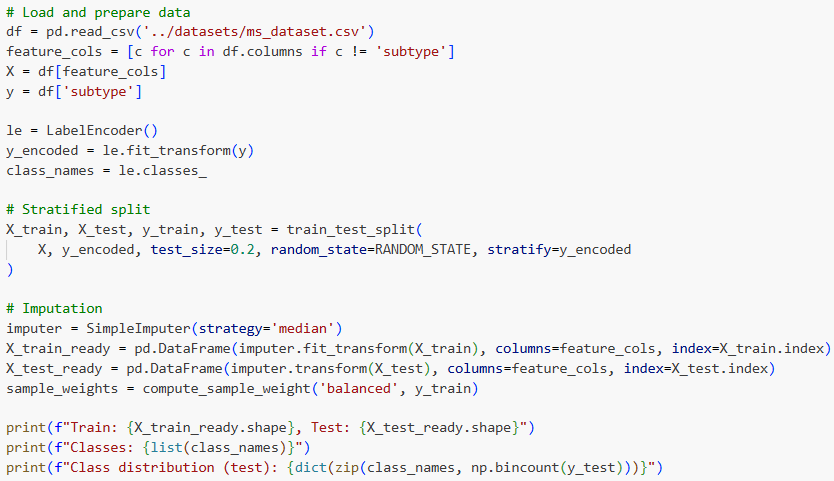 # Load and prepare data
df = pd.read_csv('../datasets/ms_dataset.csv')
feature_cols = [c for c in df.columns if c != 'subtype']
X = df[feature_cols]
y = df['subtype']

le = LabelEncoder()
y_encoded = le.fit_transform(y)
class_names = le.classes_

# Stratified split
X_train, X_test, y_train, y_test = train_test_split(
    X, y_encoded, test_size=0.2, random_state=RANDOM_STATE, stratify=y_encoded
)

# Imputation
imputer = SimpleImputer(strategy='median')
X_train_ready = pd.DataFrame(imputer.fit_transform(X_train), columns=feature_cols, index=X_train.index)
X_test_ready = pd.DataFrame(imputer.transform(X_test), columns=feature_cols, index=X_test.index)
sample_weights = compute_sample_weight('balanced', y_train)

print(f"Train: {X_train_ready.shape}, Test: {X_test_ready.shape}")
print(f"Classes: {list(class_names)}")
print(f"Class distribution (test): {dict(zip(class_names, np.bincount(y_test)))}")